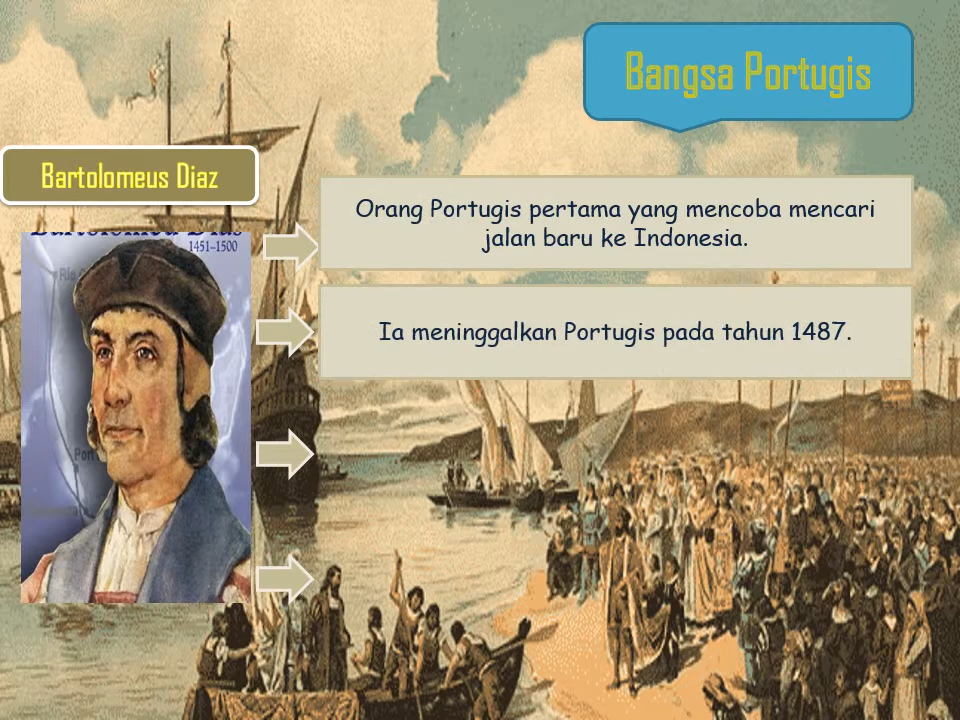 Bangsa Portugis
Bartolomeus Diaz
Orang Portugis pertama yang mencoba mencari
jalan baru ke Indonesia.
Ia meninggalkan Portugis pada tahun 1487.
1451–1500